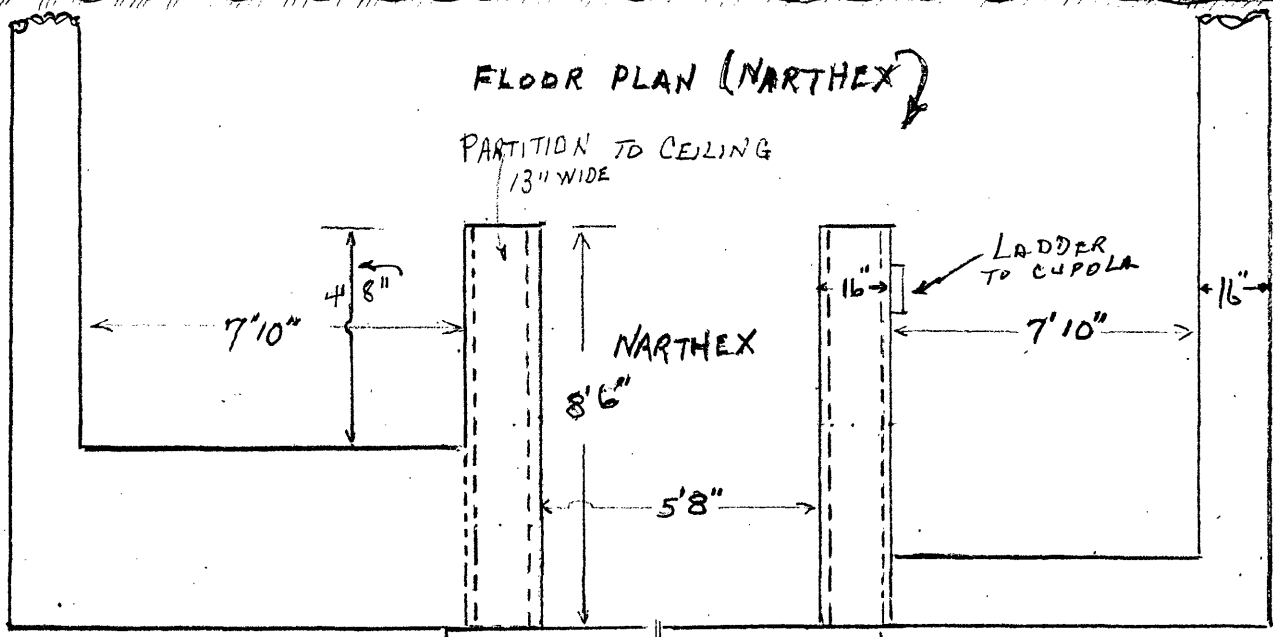 FLOOR PLAN (NARTHEX)
PARTITION TO CEILING
13" WIDE
LADDER
TO CUPOLA
4' 8"
16"
16"
7'10"
NARTHEX
7'10"
8'6"
5'8"